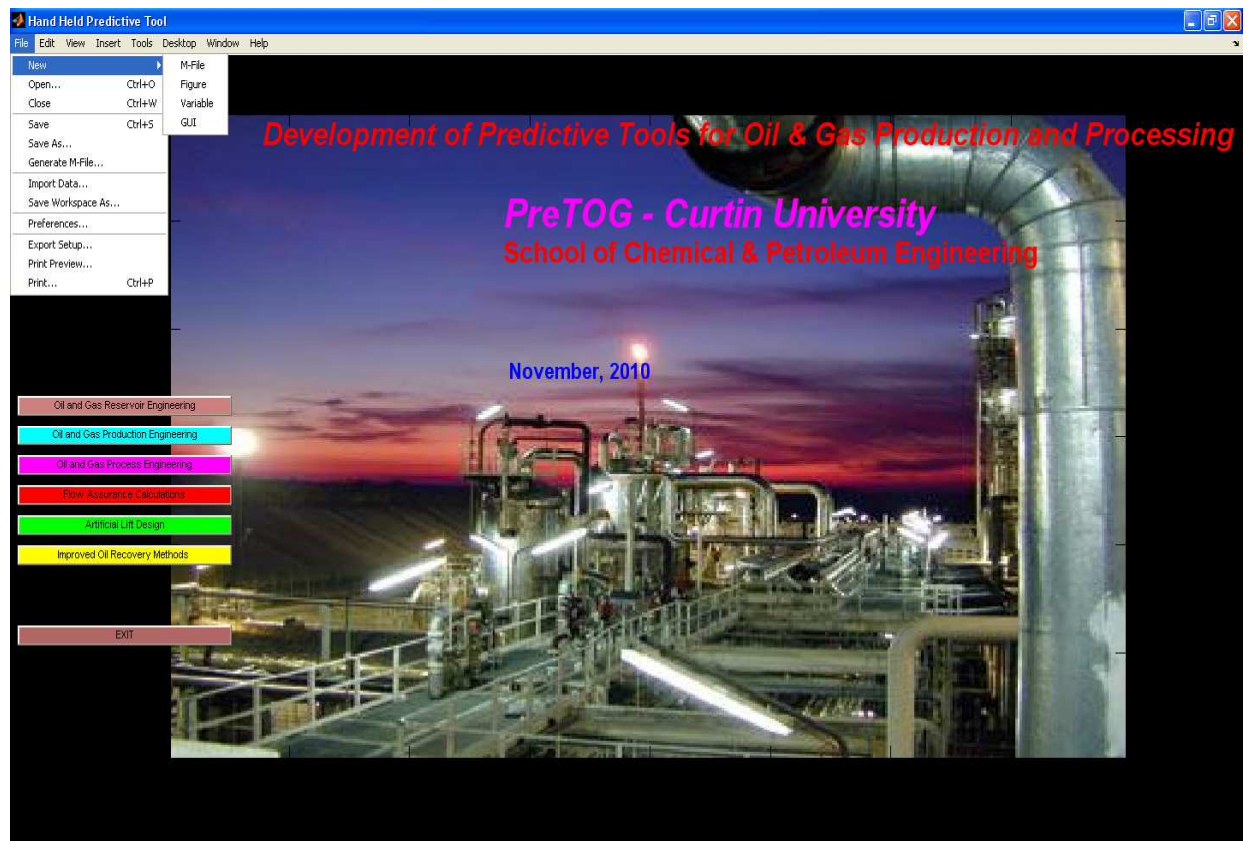 Hand Held Predictive Tool
File Edit View Insert Tools Desktop Window Help
New
Open... Ctrl+O
Close Ctrl+W
Save Ctrl+S
Save As...
Generate M-File...
Import Data...
Save Workspace As...
Preferences...
Export Setup...
Print Preview...
Print... Ctrl+P
M-File
Figure
Variable
GUI
Development of Predictive Tools for Oil & Gas Production and Processing
PreTOG - Curtin University
School of Chemical & Petroleum Engineering
November, 2010
Oil and Gas Reservoir Engineering
Oil and Gas Production Engineering
Oil and Gas Process Engineering
Flow Assurance Calculations
Artificial Lift Design
Improved Oil Recovery Methods
EXIT